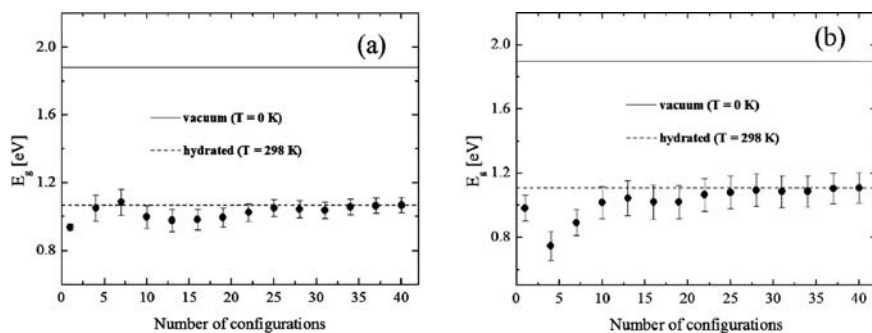 (a)
2.0
1.6
1.2
0.8
E_g [eV]
vacuum (T = 0 K)
hydrated (T = 298 K)
0 5 10 15 20 25 30 35 40
Number of configurations
(b)
2.0
1.6
1.2
0.8
E_g [eV]
vacuum (T = 0 K)
hydrated (T = 298 K)
0 5 10 15 20 25 30 35 40
Number of configurations